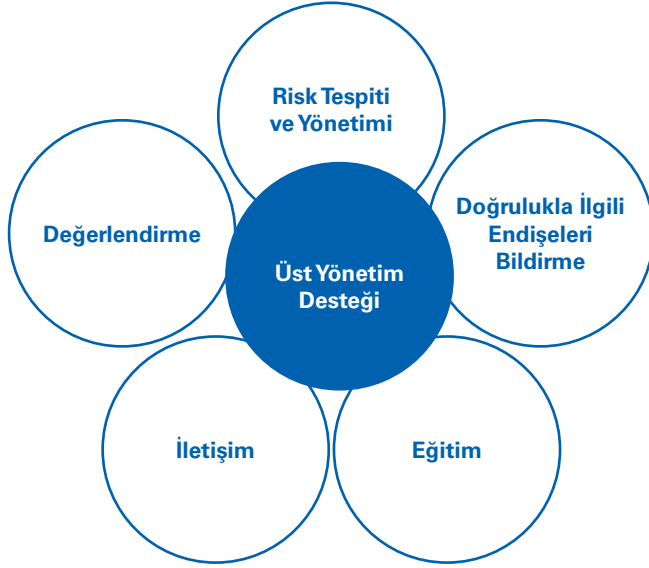 Risk Tespiti
ve Yönetimi
Doğrulukla İlgili
Endişeleri
Bildirme
Değerlendirme
Üst Yönetim
Desteği
İletişim
Eğitim